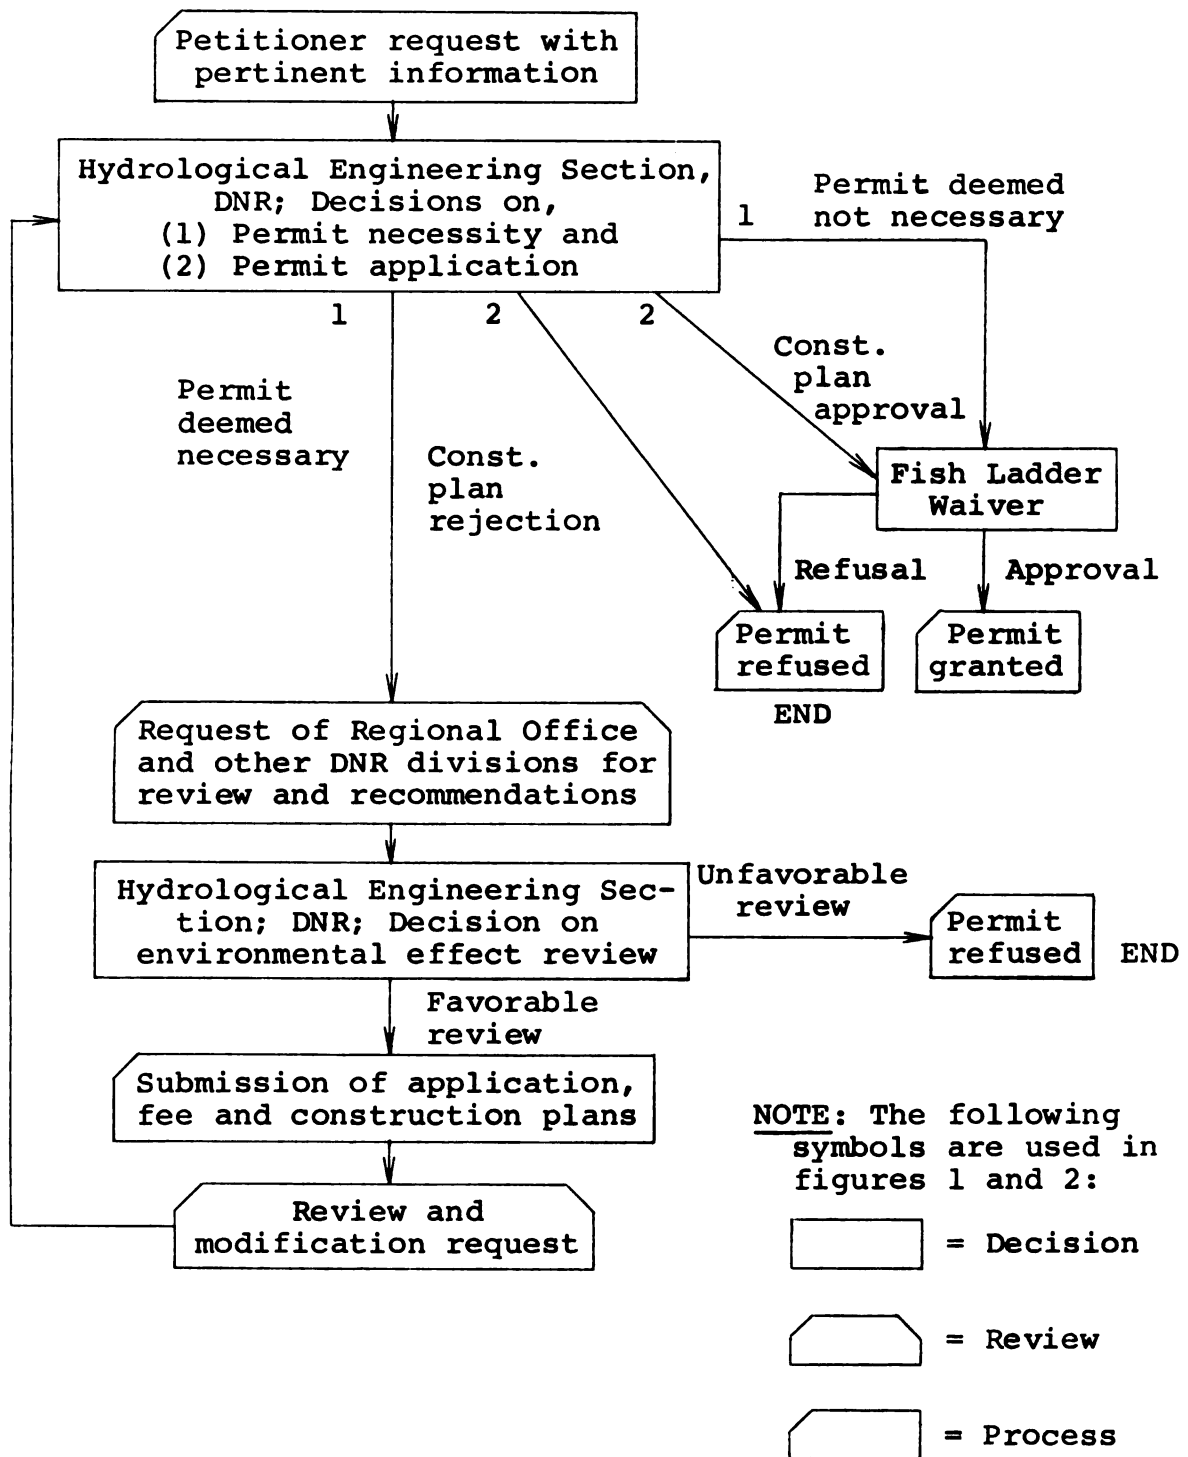 Petitioner request with
pertinent information
Hydrological Engineering Section,
DNR; Decisions on,
(1) Permit necessity and
(2) Permit application
1
Permit deemed
not necessary
1
2
2
Const.
plan
approval
Permit
deemed
necessary
Const.
plan
rejection
Fish Ladder
Waiver
Refusal
Approval
Permit
refused
END
Permit
granted
Request of Regional Office
and other DNR divisions for
review and recommendations
Hydrological Engineering Sec-
tion; DNR; Decision on
environmental effect review
Unfavorable
review
Permit
refused
END
Favorable
review
Submission of application,
fee and construction plans
Review and
modification request
NOTE: The following
symbols are used in
figures 1 and 2:
= Decision
= Review
= Process